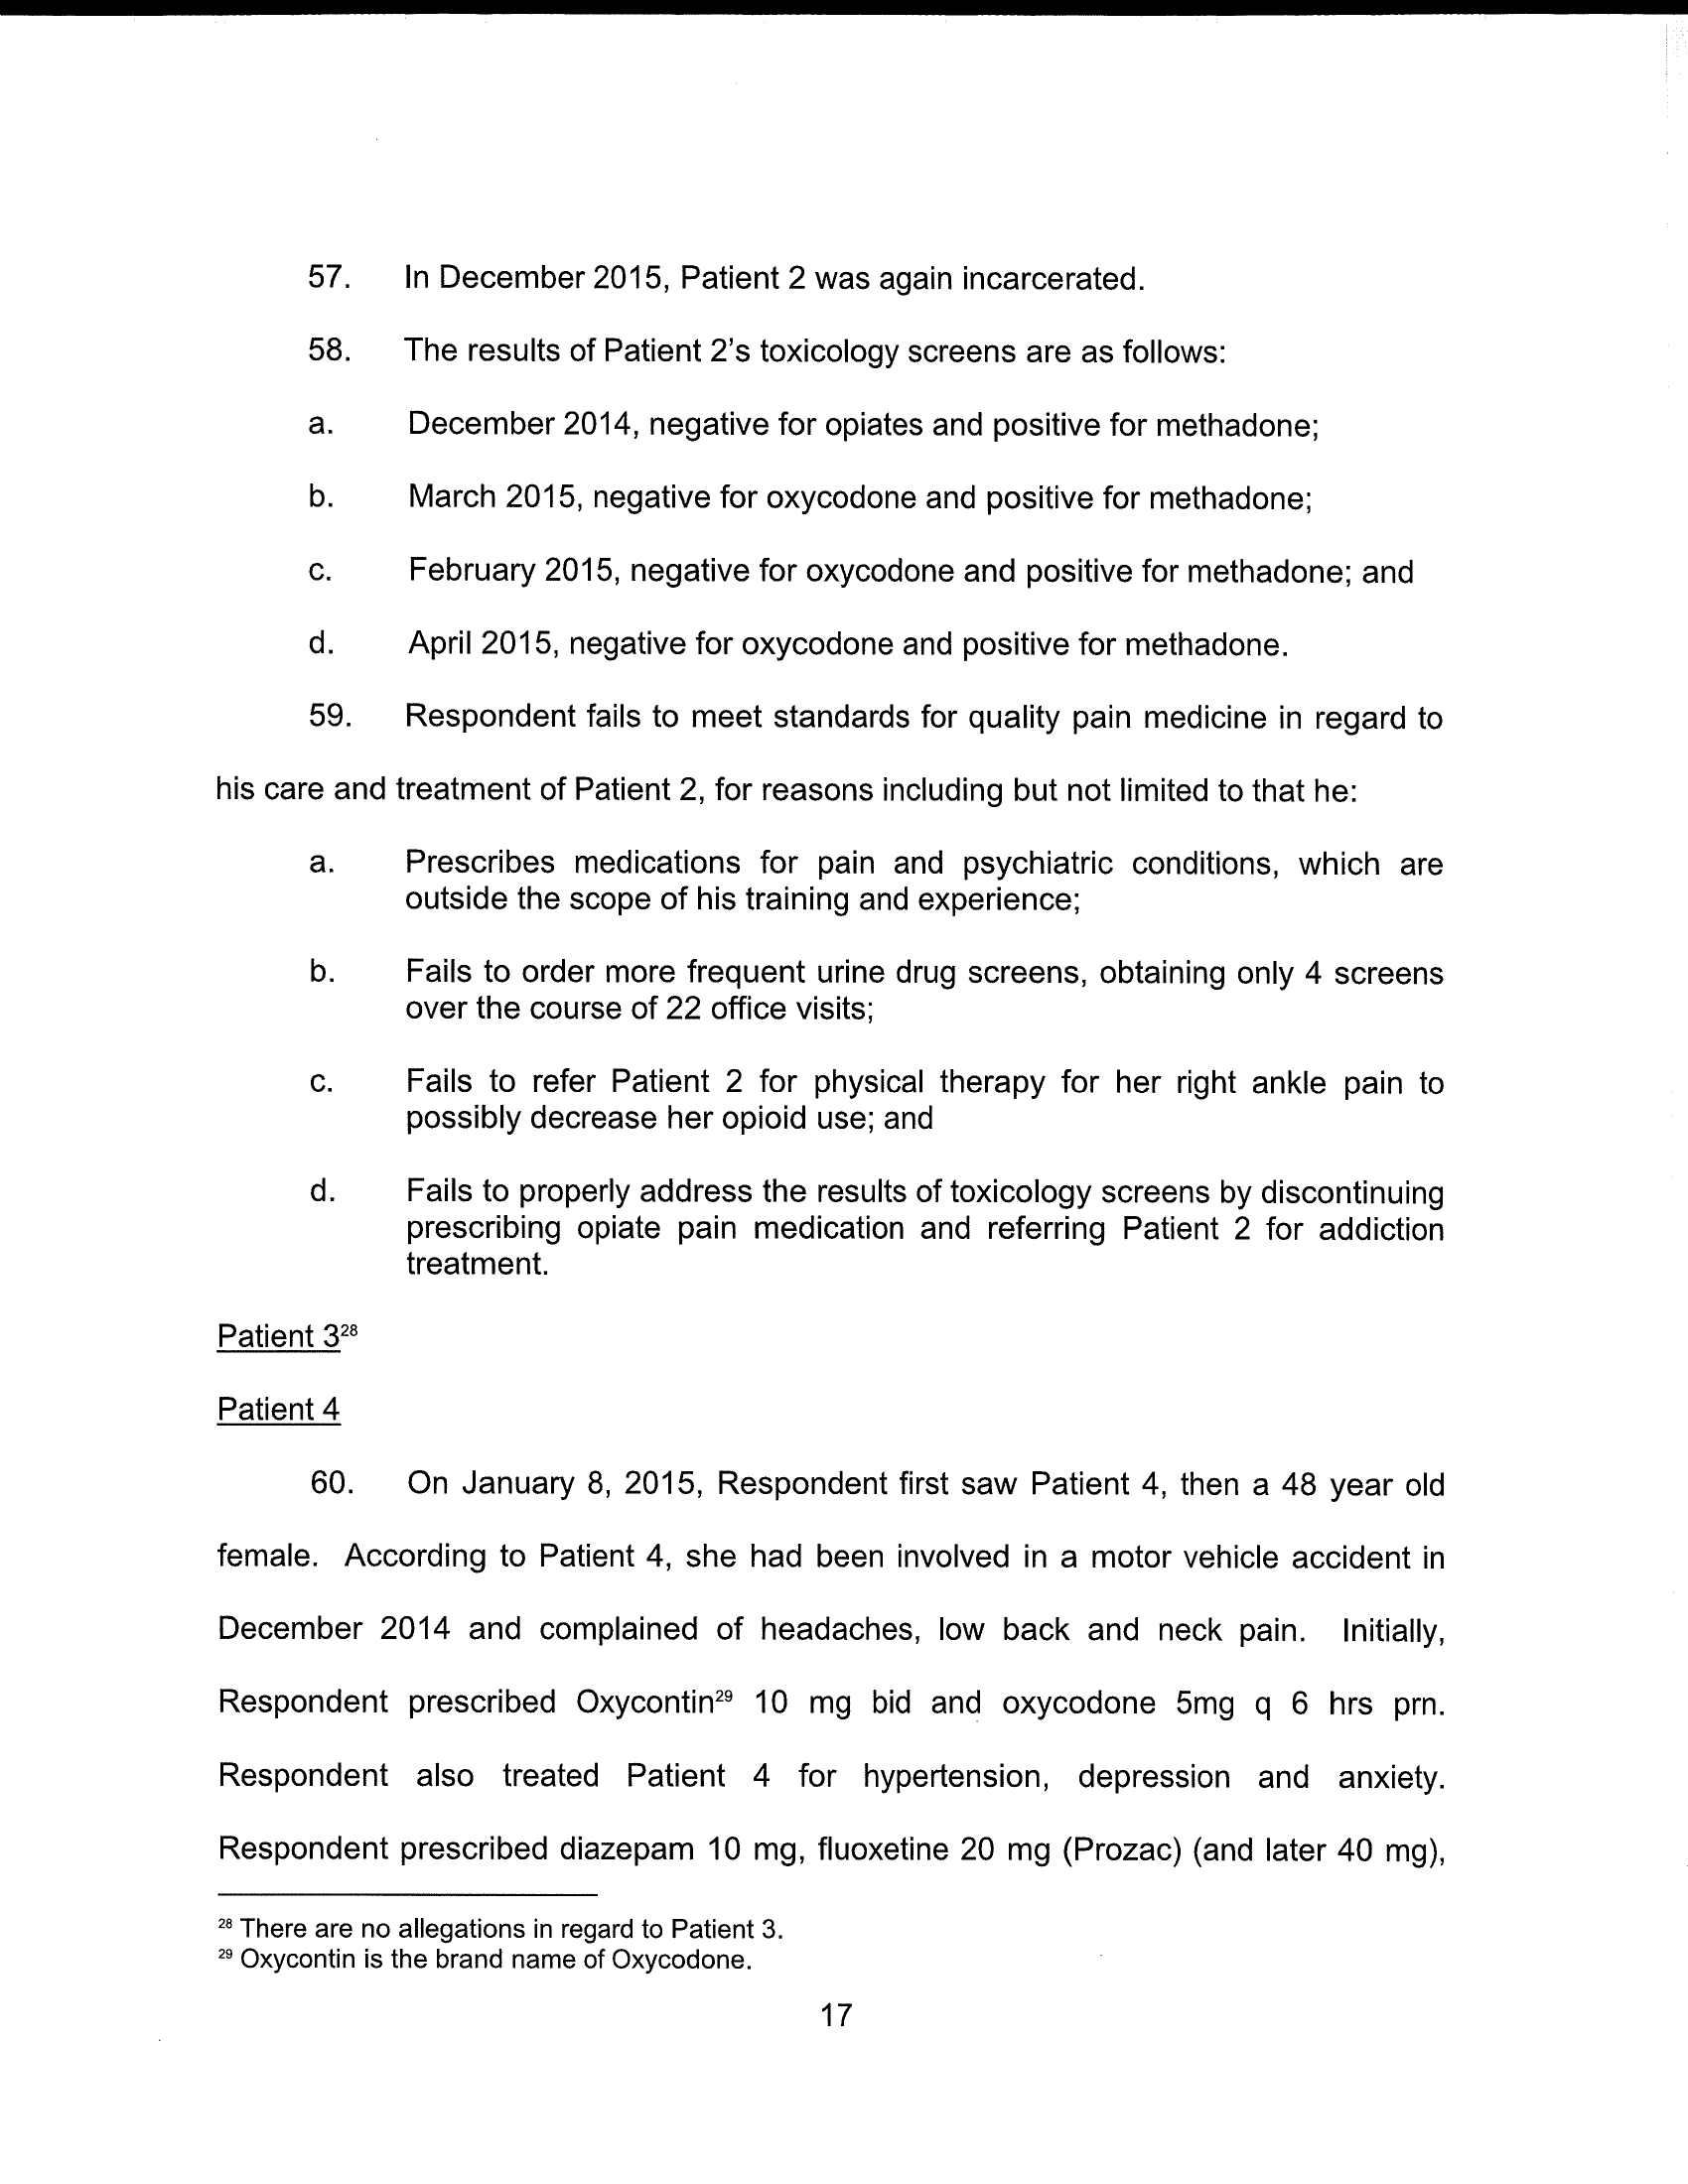 57. In December 2015, Patient 2 was again incarcerated.
58. The results of Patient 2's toxicology screens are as follows:
a. December 2014, negative for opiates and positive for methadone;
b. March 2015, negative for oxycodone and positive for methadone;
c. February 2015, negative for oxycodone and positive for methadone; and
d. April 2015, negative for oxycodone and positive for methadone.
59. Respondent fails to meet standards for quality pain medicine in regard to
his care and treatment of Patient 2, for reasons including but not limited to that he:
a. Prescribes medications for pain and psychiatric conditions, which are
outside the scope of his training and experience;
b. Fails to order more frequent urine drug screens, obtaining only 4 screens
over the course of 22 office visits;
c. Fails to refer Patient 2 for physical therapy for her right ankle pain to
possibly decrease her opioid use; and
d. Fails to properly address the results of toxicology screens by discontinuing
prescribing opiate pain medication and referring Patient 2 for addiction
treatment.
Patient 3²⁸
Patient 4
60. On January 8, 2015, Respondent first saw Patient 4, then a 48 year old
female. According to Patient 4, she had been involved in a motor vehicle accident in
December 2014 and complained of headaches, low back and neck pain. Initially,
Respondent prescribed Oxycontin²⁹ 10 mg bid and oxycodone 5mg q 6 hrs prn.
Respondent also treated Patient 4 for hypertension, depression and anxiety.
Respondent prescribed diazepam 10 mg, fluoxetine 20 mg (Prozac) (and later 40 mg),
²⁸ There are no allegations in regard to Patient 3.
²⁹ Oxycontin is the brand name of Oxycodone.
17